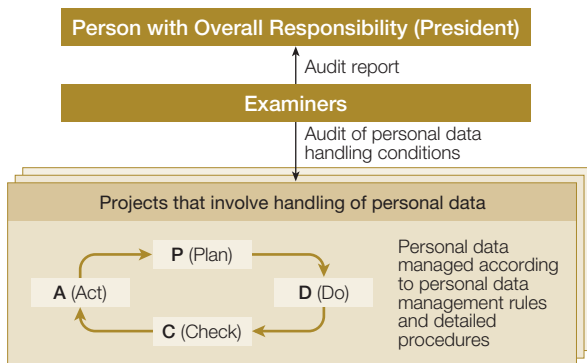 Person with Overall Responsibility (President)
Audit report
Examiners
Audit of personal data
handling conditions
Projects that involve handling of personal data
P (Plan)
A (Act)
D (Do)
C (Check)
Personal data
managed according
to personal data
management rules
and detailed
procedures